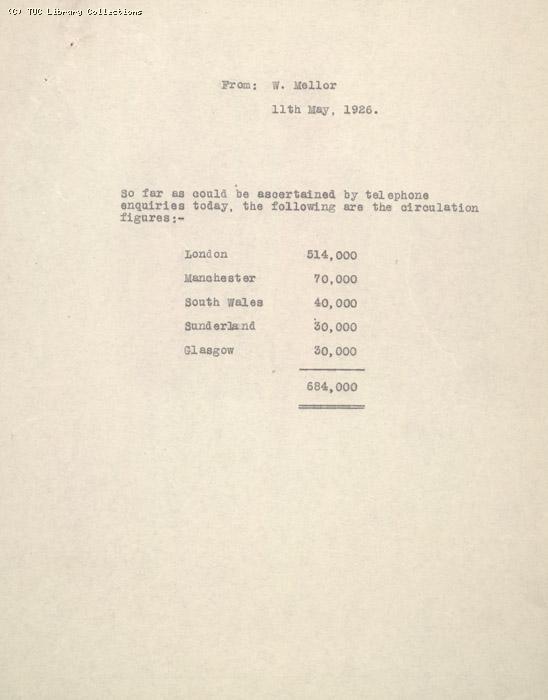 (C) TUC Library Collections
From; W. Mellor
11th May, 1926.
So far as could be ascertained by telephone
enquiries today, the following are the circulation
figures;-
London 514,000
Manchester 70,000
South Wales 40,000
Sunderland 30,000
Glasgow 30,000
684,000